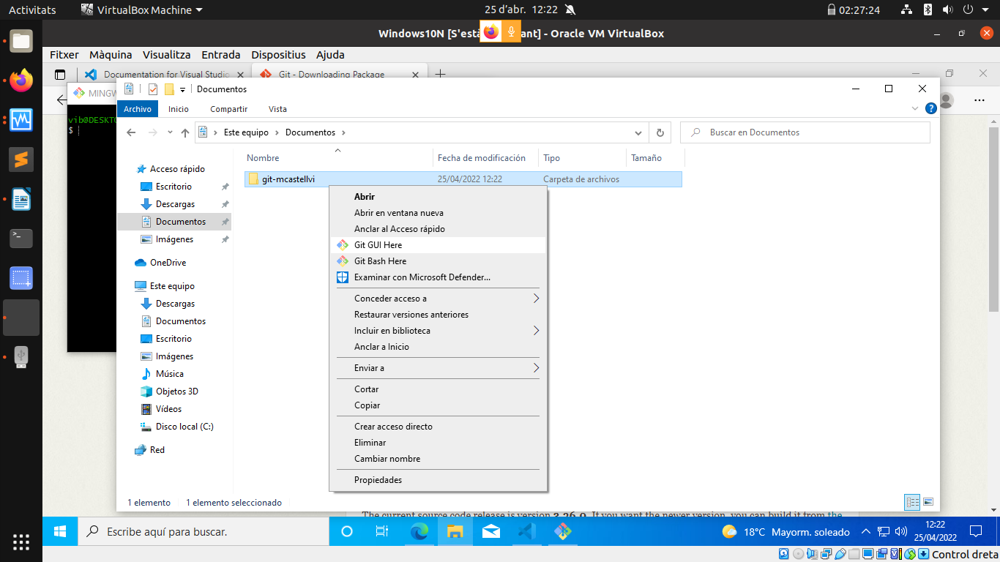 Activitats
VirtualBox Machine
25 d’abr. 12:22
02:27:24
Windows10N [S'està
ant] - Oracle VM VirtualBox
Fitxer Màquina Visualitza Entrada Dispositius Ajuda
Documentation for Visual Studio
Git - Downloading Package
MINGW
vib@DESKTO
$
Documentos
Archivo Inicio Compartir Vista
Este equipo > Documentos >
Buscar en Documentos
Nombre Fecha de modificación Tipo Tamaño
git-mcastellvi 25/04/2022 12:22 Carpeta de archivos
Acceso rápido
Escritorio
Descargas
Documentos
Imágenes
OneDrive
Este equipo
Descargas
Documentos
Escritorio
Imágenes
Música
Objetos 3D
Vídeos
Disco local (C:)
Red
Abrir
Abrir en ventana nueva
Anclar al Acceso rápido
Git GUI Here
Git Bash Here
Examinar con Microsoft Defender...
Conceder acceso a
Restaurar versiones anteriores
Incluir en biblioteca
Anclar a Inicio
Enviar a
Cortar
Copiar
Crear acceso directo
Eliminar
Cambiar nombre
Propiedades
1 elemento 1 elemento seleccionado
The current source code release is version 2.36.0. If you want the newer version, you can build it from the
Escribe aquí para buscar.
18°C Mayorm. soleado
12:22
25/04/2022
Control dreta